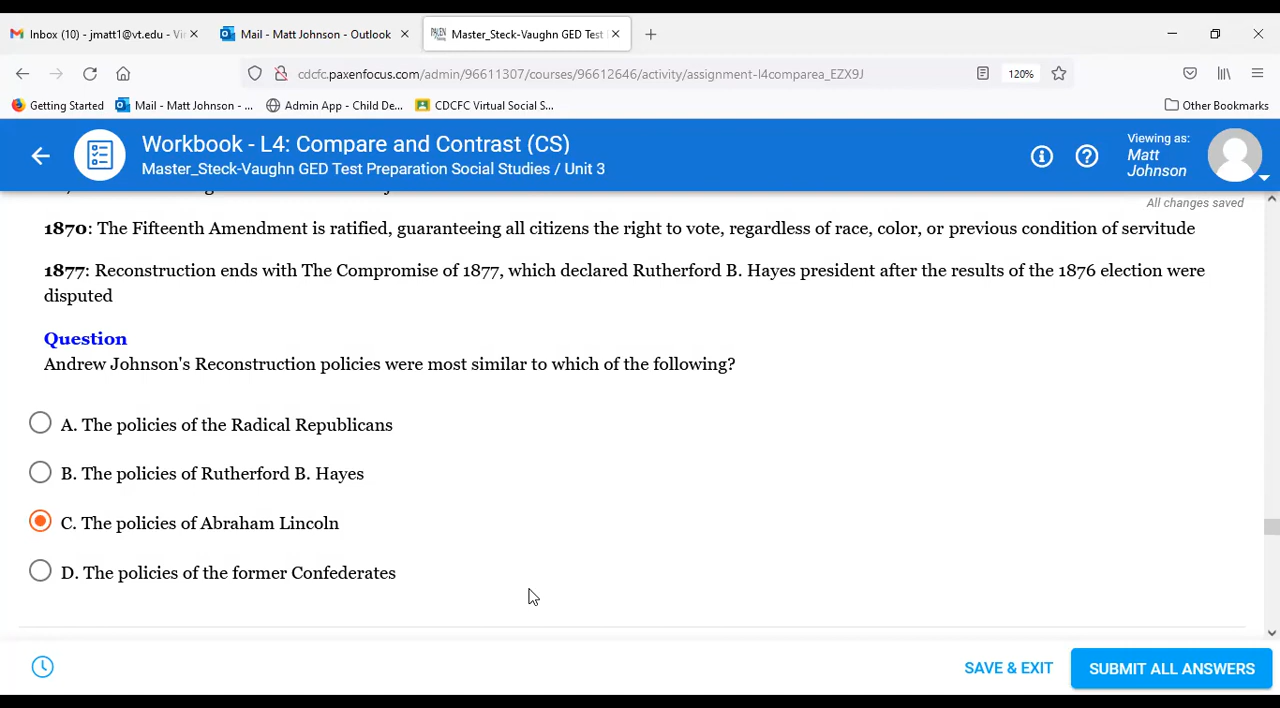 Inbox (10) - jmatt1@vt.edu - Vir
Mail - Matt Johnson - Outlook
PAXEN Master_Steck-Vaughn GED Test
cdcfc.paxenfocus.com/admin/96611307/courses/96612646/activity/assignment-l4comparea_EZX9J
120%
Getting Started
Mail - Matt Johnson - ...
Admin App - Child De...
CDCFC Virtual Social S...
Other Bookmarks
Workbook - L4: Compare and Contrast (CS)
Master_Steck-Vaughn GED Test Preparation Social Studies / Unit 3
Viewing as:
Matt
Johnson
All changes saved
1870: The Fifteenth Amendment is ratified, guaranteeing all citizens the right to vote, regardless of race, color, or previous condition of servitude
1877: Reconstruction ends with The Compromise of 1877, which declared Rutherford B. Hayes president after the results of the 1876 election were
disputed
Question
Andrew Johnson's Reconstruction policies were most similar to which of the following?
A. The policies of the Radical Republicans
B. The policies of Rutherford B. Hayes
C. The policies of Abraham Lincoln
D. The policies of the former Confederates
SAVE & EXIT
SUBMIT ALL ANSWERS